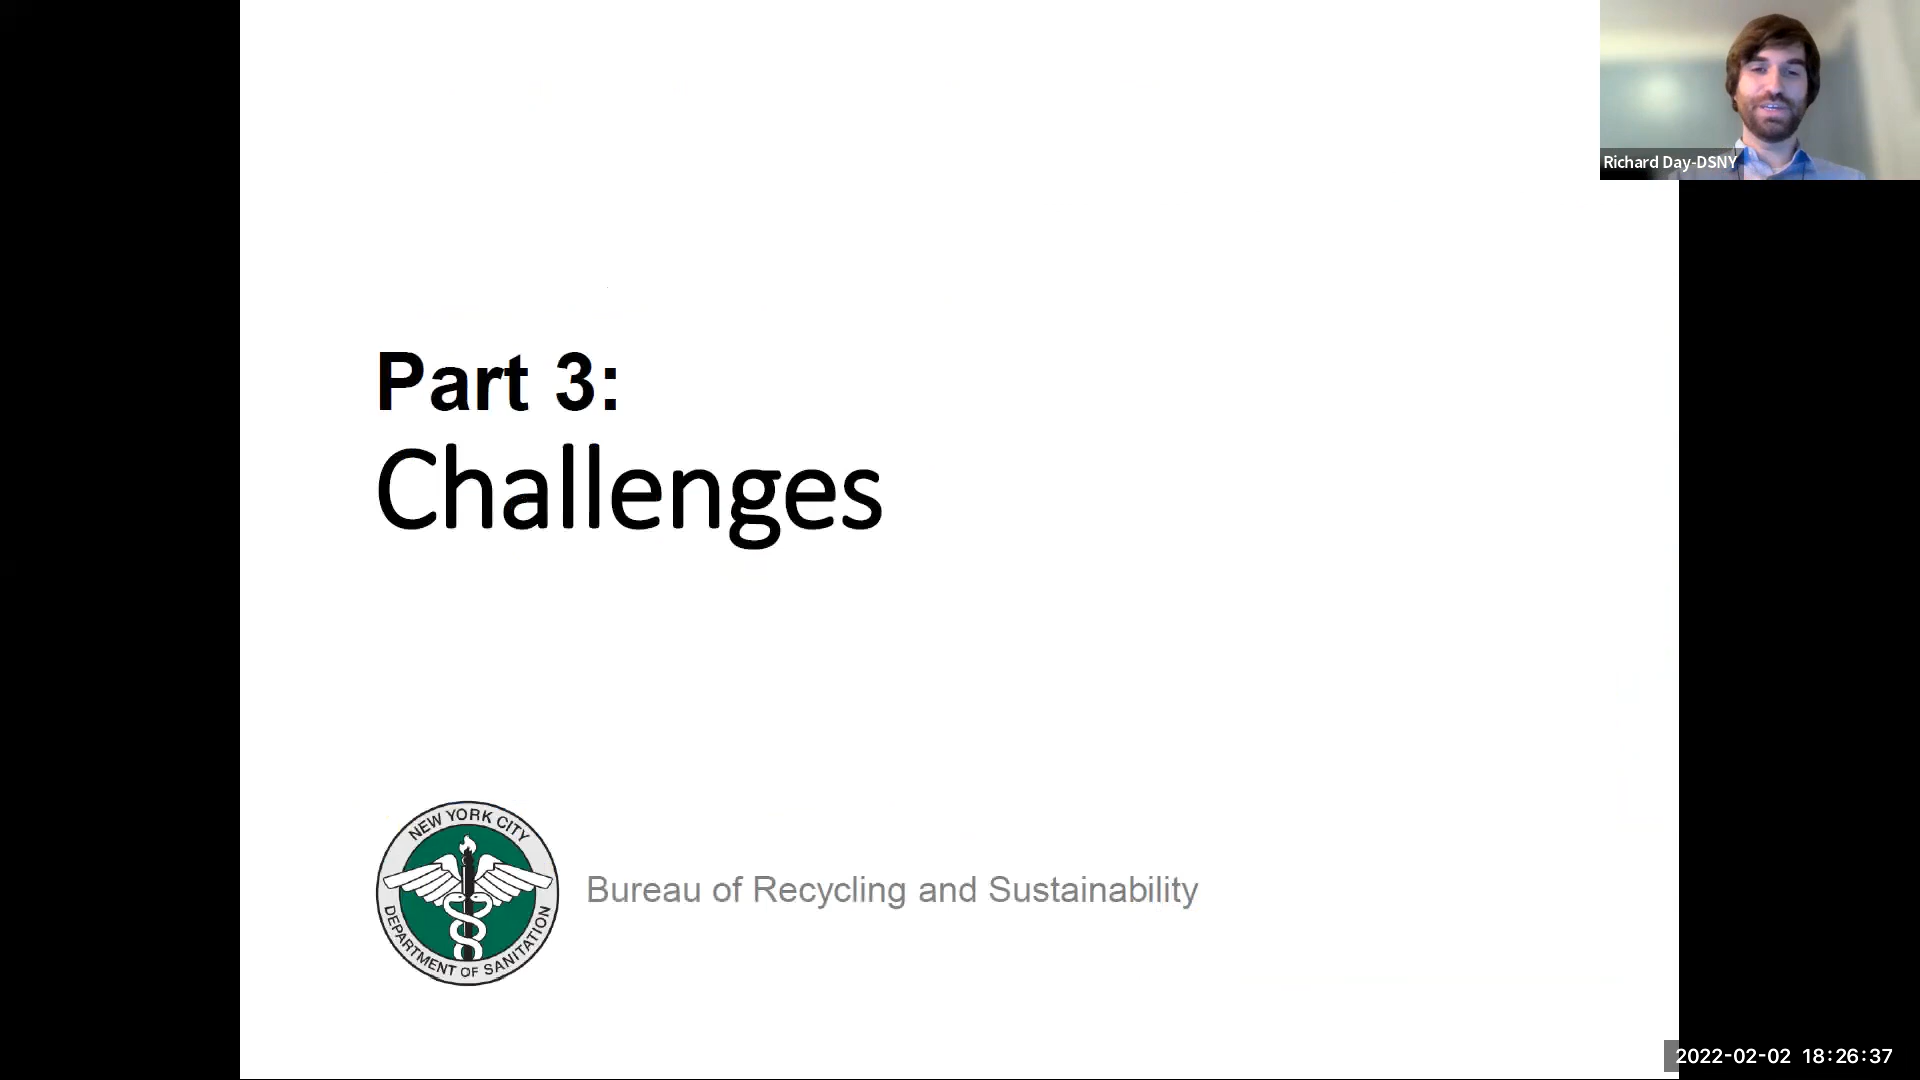 Richard Day-DSNY
Part 3:
Challenges
NEW YORK CITY
DEPARTMENT OF SANITATION
Bureau of Recycling and Sustainability
2022-02-02 18:26:37